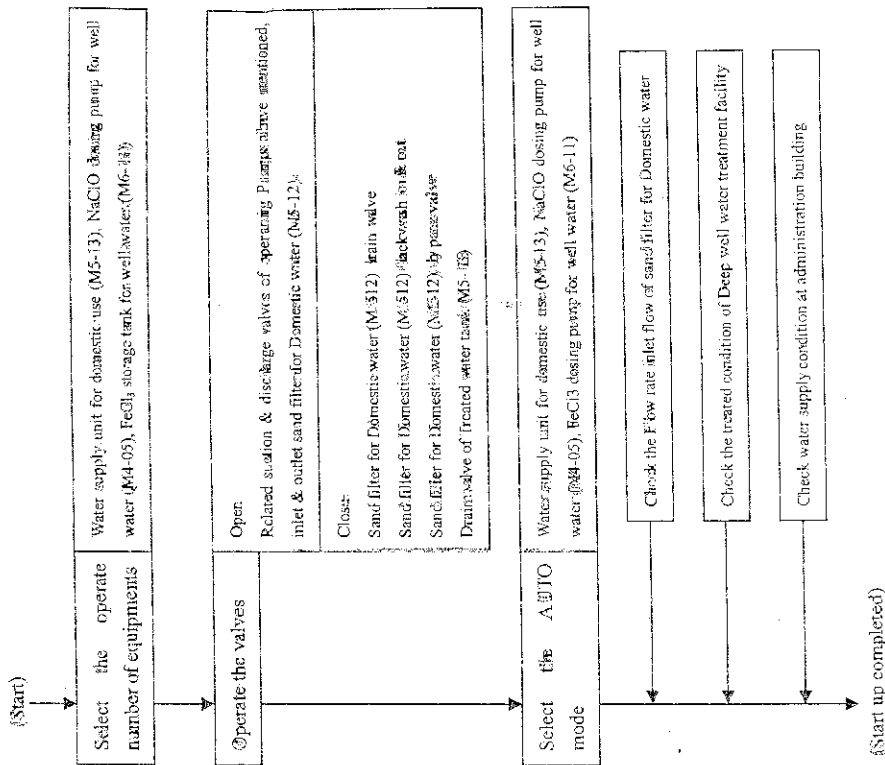 (Start)
Select the operate
number of equipments
Water supply unit for domestic use (M5-13), NaClO dosing pump for well
water (M4-05), FeCl₃ storage tank for well water
Operate the valves
Open
Related suction & discharge valves of operating Pumps above mentioned,
inlet & outlet sand filter for Domestic water (M5-12).
Close
Sand filter for Domestic water (M512) drain valve
Sand filter for Domestic water (M512) Backwash
Sand filter for Domestic water by pass valve
Drain valve of Treated water tank
Select the AUTO
mode
Water supply unit for domestic use (M5-13), NaClO dosing pump for well
water (M4-05), FeCl3 dosing pump for well water (M6-11)
Check the Flow rate inlet flow of sand filter for Domestic water
Check the treated condition of Deep well water treatment facility
Check water supply condition at administration building
(Start up completed)